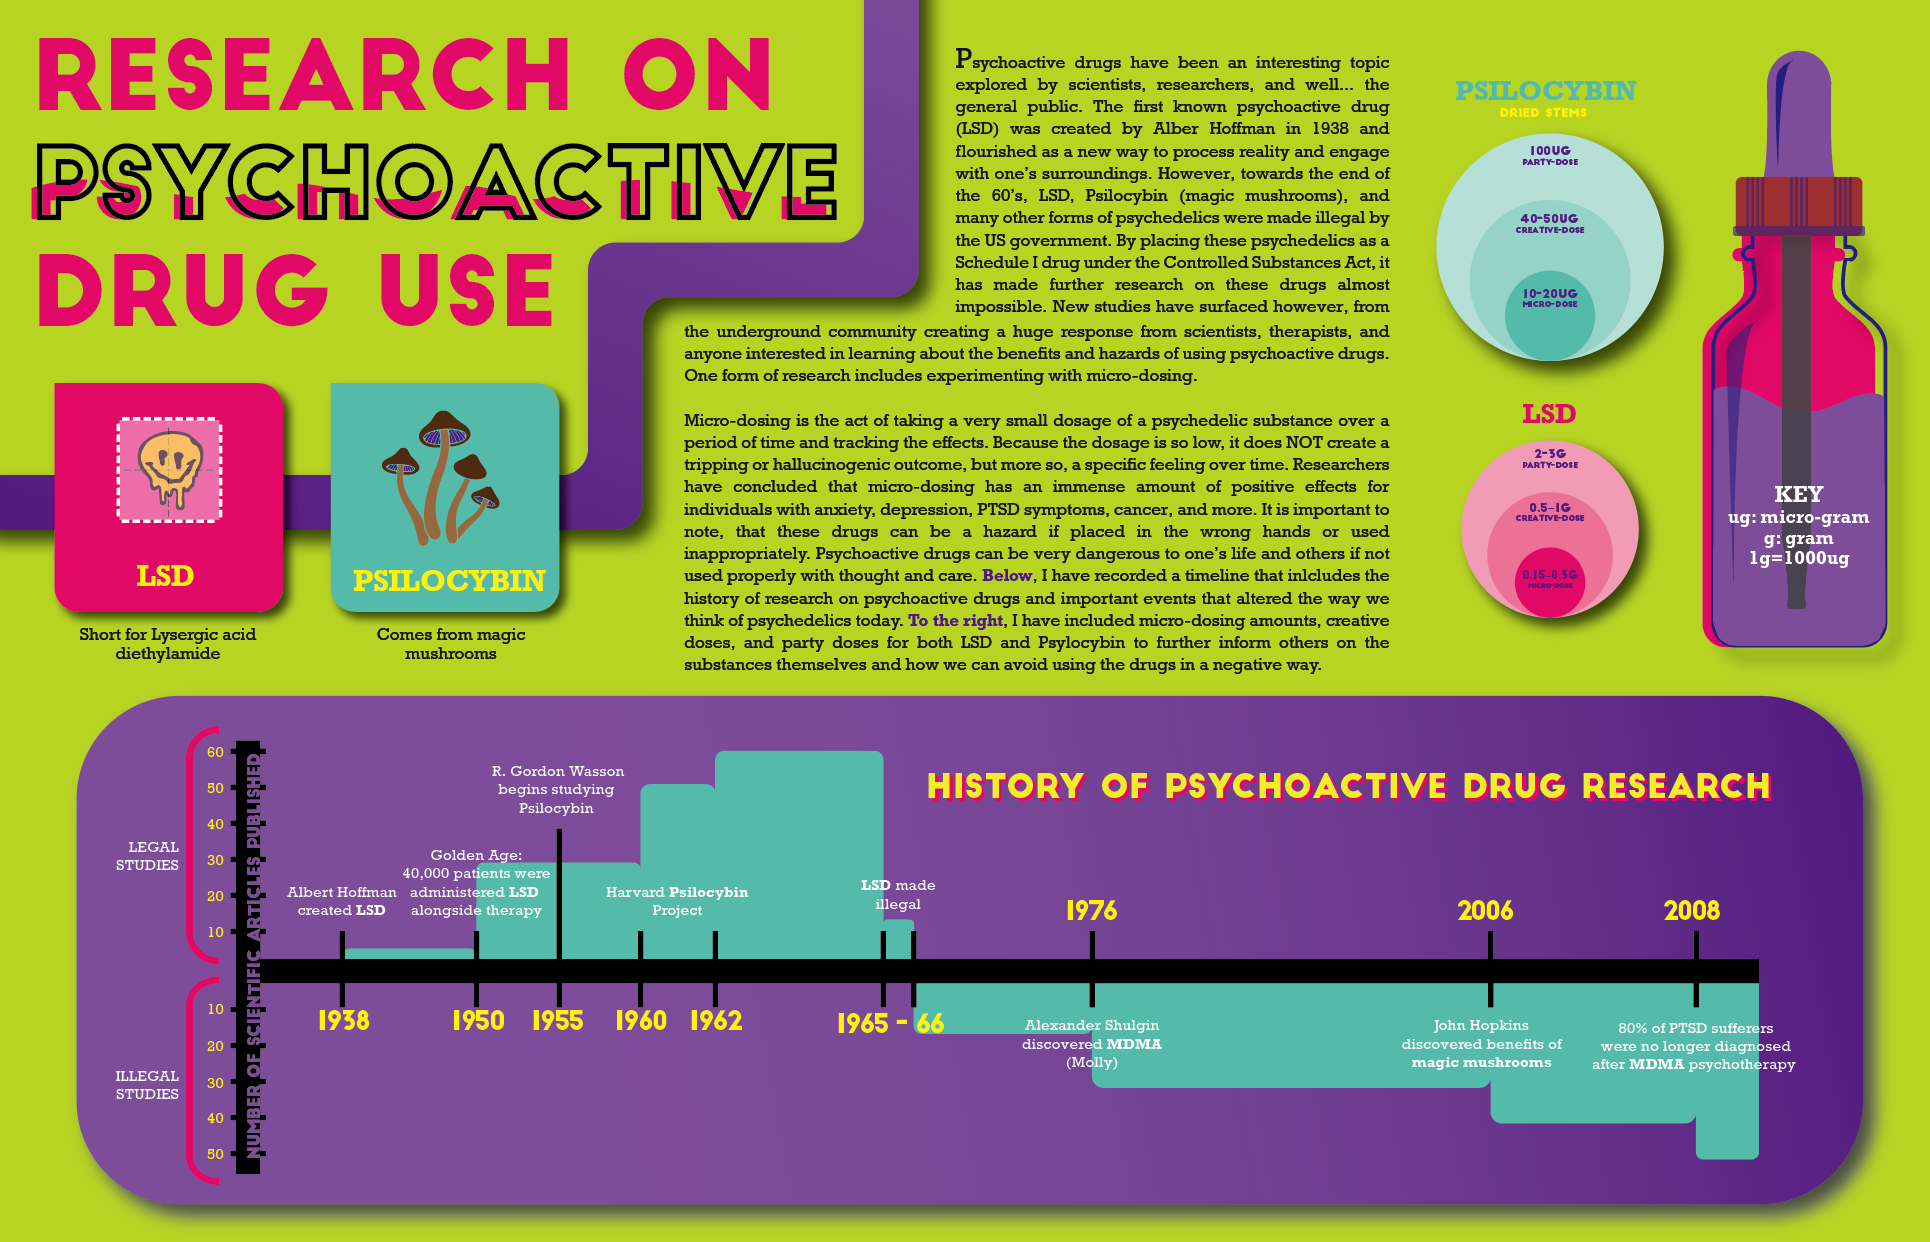 RESEARCH ON
PSYCHOACTIVE
DRUG USE
LSD
Short for Lysergic acid
diethylamide
PSILOCYBIN
Comes from magic
mushrooms
Psychoactive drugs have been an interesting topic
explored by scientists, researchers, and well... the
general public. The first known psychoactive drug
(LSD) was created by Alber Hoffman in 1938 and
flourished as a new way to process reality and engage
with one's surroundings. However, towards the end of
the 60's, LSD, Psilocybin (magic mushrooms), and
many other forms of psychedelics were made illegal by
the US government. By placing these psychedelics as a
Schedule I drug under the Controlled Substances Act, it
has made further research on these drugs almost
impossible. New studies have surfaced however, from
the underground community creating a huge response from scientists, therapists, and
anyone interested in learning about the benefits and hazards of using psychoactive drugs.
One form of research includes experimenting with micro-dosing.
Micro-dosing is the act of taking a very small dosage of a psychedelic substance over a
period of time and tracking the effects. Because the dosage is so low, it does NOT create a
tripping or hallucinogenic outcome, but more so, a specific feeling over time. Researchers
have concluded that micro-dosing has an immense amount of positive effects for
individuals with anxiety, depression, PTSD symptoms, cancer, and more. It is important to
note, that these drugs can be a hazard if placed in the wrong hands or used
inappropriately. Psychoactive drugs can be very dangerous to one's life and others if not
used properly with thought and care. Below, I have recorded a timeline that inlcludes the
history of research on psychoactive drugs and important events that altered the way we
think of psychedelics today. To the right, I have included micro-dosing amounts, creative
doses, and party doses for both LSD and Psylocybin to further inform others on the
substances themselves and how we can avoid using the drugs in a negative way.
PSILOCYBIN
DRIED STEMS
100UG
PARTY-DOSE
40-50UG
CREATIVE-DOSE
10-20UG
MICRO-DOSE
LSD
2-3G
PARTY-DOSE
0.5-1G
CREATIVE-DOSE
0.15-0.3G
MICRO-DOSE
KEY
ug: micro-gram
g: gram
1g=1000ug
HISTORY OF PSYCHOACTIVE DRUG RESEARCH
LEGAL
STUDIES
ILLEGAL
STUDIES
60
50
40
30
20
10
10
20
30
40
50
NUMBER OF SCIENTIFIC ARTICLES PUBLISHED
Albert Hoffman
created LSD
Golden Age:
40,000 patients were
administered LSD
alongside therapy
R. Gordon Wasson
begins studying
Psilocybin
Harvard Psilocybin
Project
LSD made
illegal
1976
2006
2008
1938
1950
1955
1960
1962
1965 - 66
Alexander Shulgin
discovered MDMA
(Molly)
John Hopkins
discovered benefits of
magic mushrooms
80% of PTSD sufferers
were no longer diagnosed
after MDMA psychotherapy